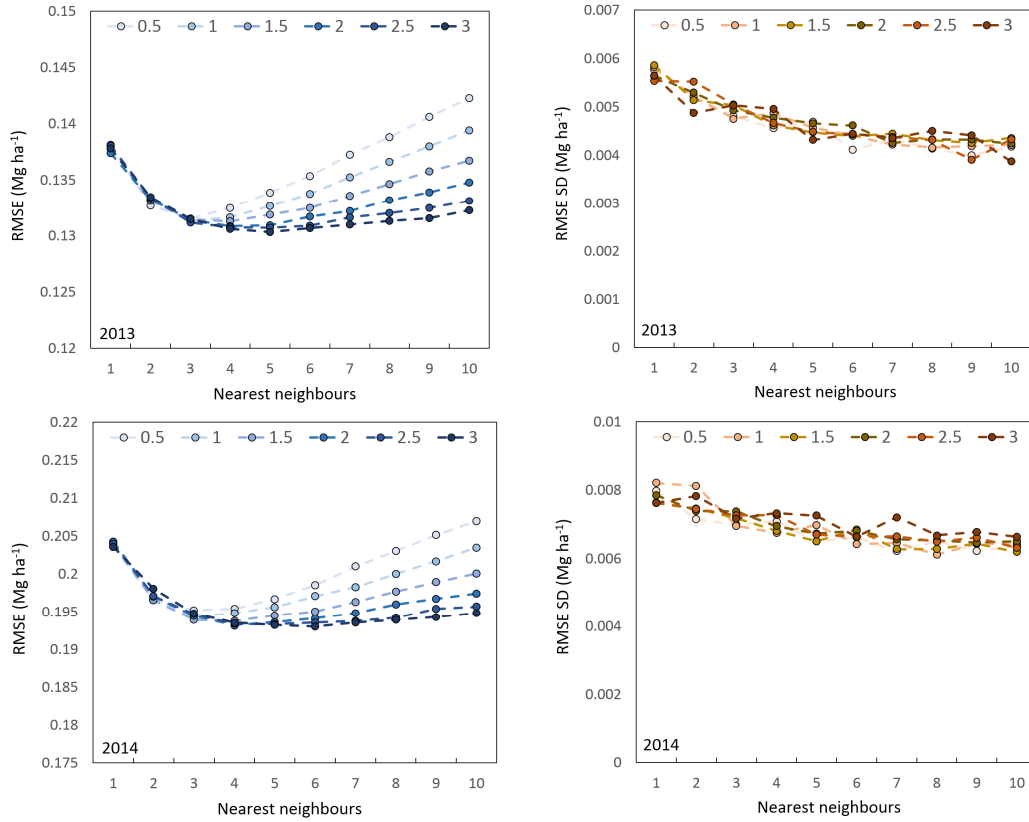 0.15
0.145
0.14
0.135
0.13
0.125
0.12
RMSE (Mg ha⁻¹)
0.5 1 1.5 2 2.5 3
2013
1 2 3 4 5 6 7 8 9 10
Nearest neighbours
0.007
0.006
0.005
0.004
0.003
0.002
0.001
0
RMSE SD (Mg ha⁻¹)
0.5 1 1.5 2 2.5 3
2013
1 2 3 4 5 6 7 8 9 10
Nearest neighbours
0.22
0.215
0.21
0.205
0.2
0.195
0.19
0.185
0.18
0.175
RMSE (Mg ha⁻¹)
0.5 1 1.5 2 2.5 3
2014
1 2 3 4 5 6 7 8 9 10
Nearest neighbours
0.01
0.008
0.006
0.004
0.002
0
RMSE SD (Mg ha⁻¹)
0.5 1 1.5 2 2.5 3
2014
1 2 3 4 5 6 7 8 9 10
Nearest neighbours